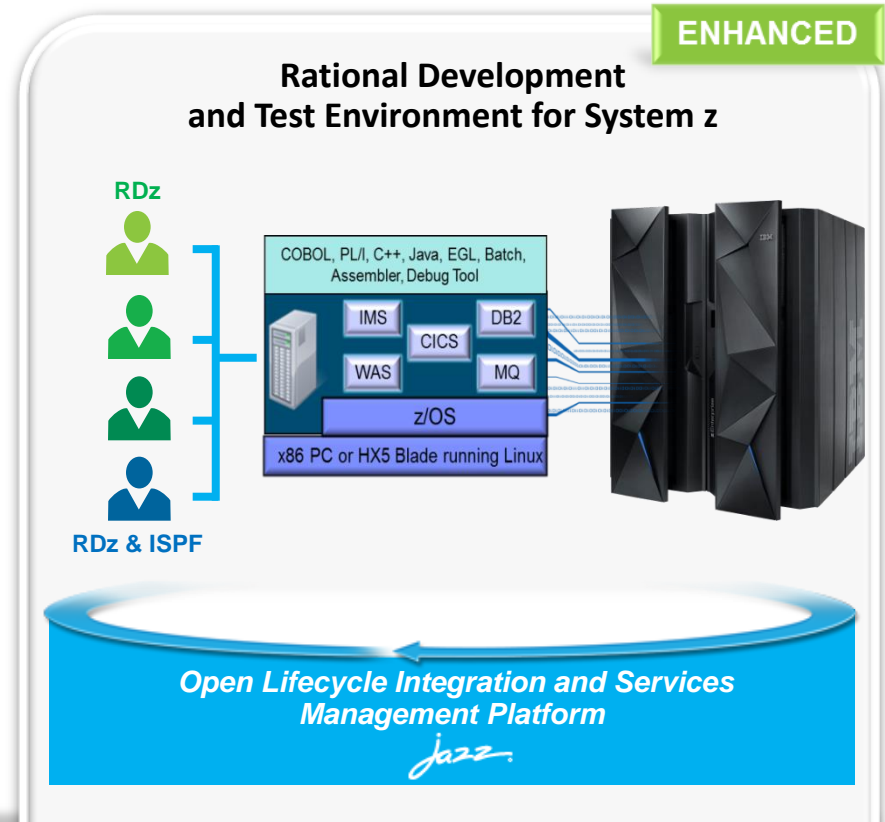 ENHANCED
Rational Development
and Test Environment for System z
RDz
COBOL, PL/I, C++, Java, EGL, Batch,
Assembler, Debug Tool
IMS
DB2
CICS
WAS
MQ
z/OS
x86 PC or HX5 Blade running Linux
IBM
RDz & ISPF
Open Lifecycle Integration and Services
Management Platform
jazz